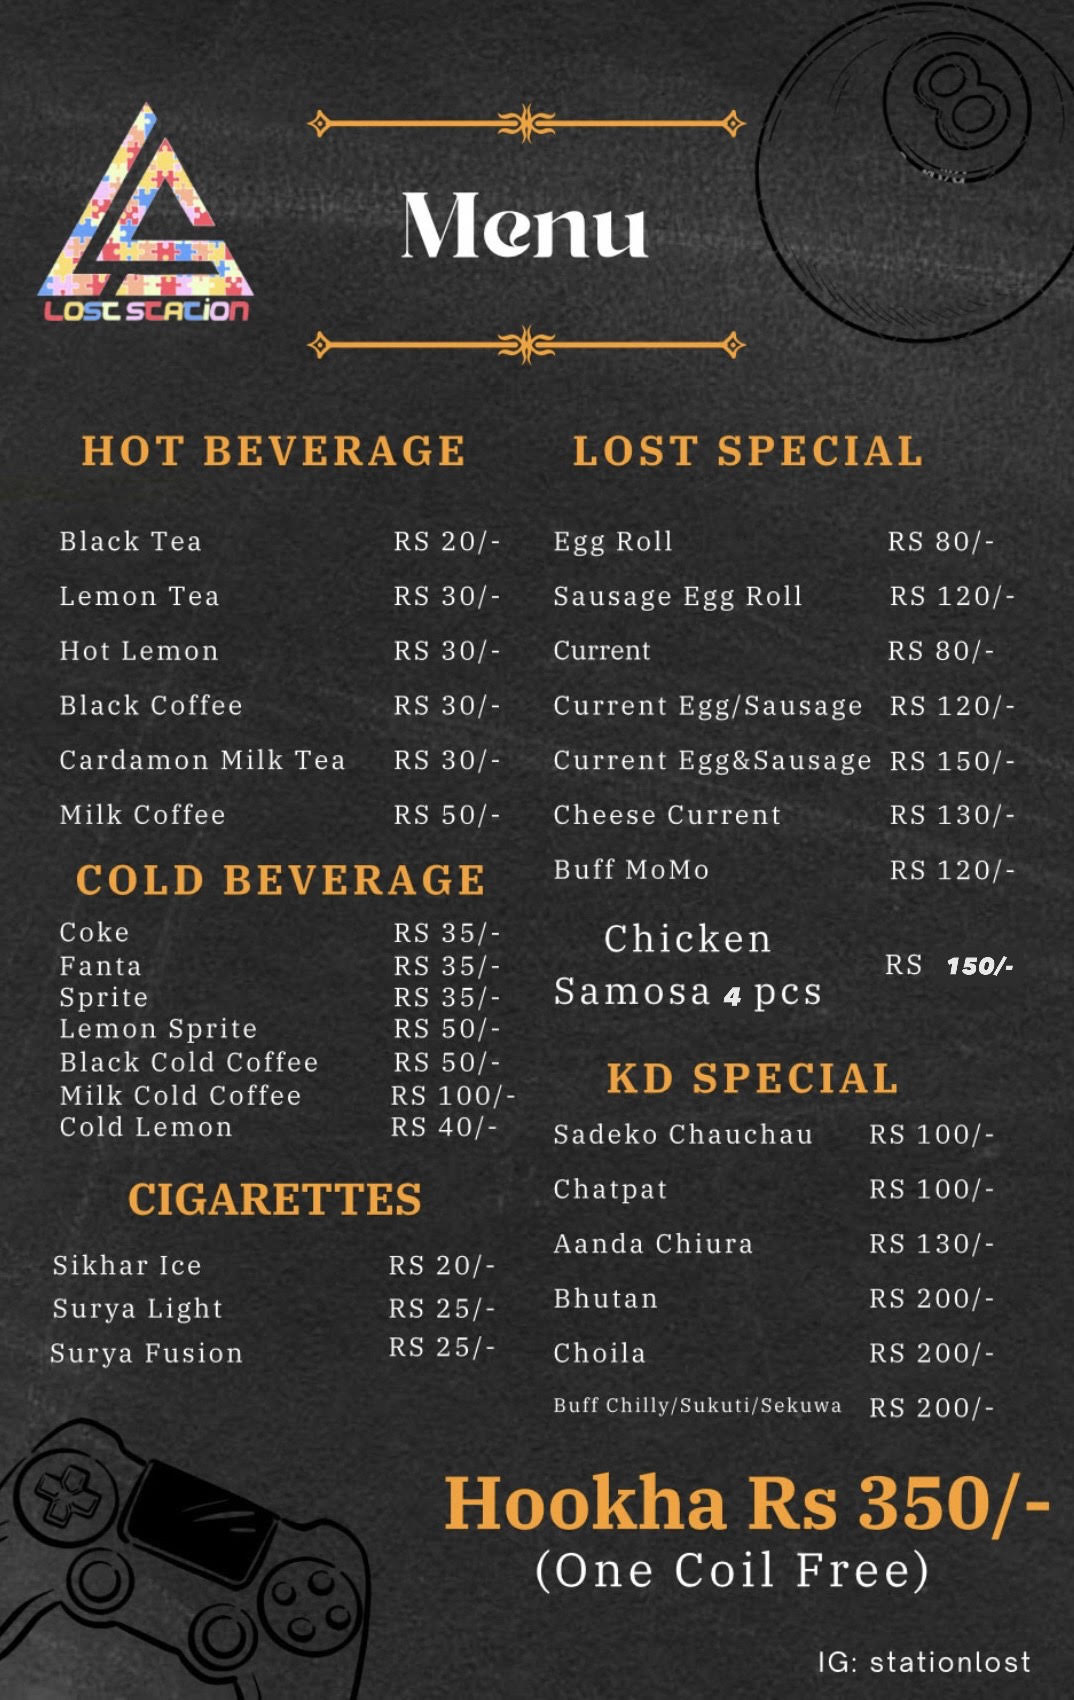 LOST STATION
Menu
8
HOT BEVERAGE
Black Tea RS 20/-
Lemon Tea RS 30/-
Hot Lemon RS 30/-
Black Coffee RS 30/-
Cardamon Milk Tea RS 30/-
Milk Coffee RS 50/-
COLD BEVERAGE
Coke RS 35/-
Fanta RS 35/-
Sprite RS 35/-
Lemon Sprite RS 50/-
Black Cold Coffee RS 50/-
Milk Cold Coffee RS 100/-
Cold Lemon RS 40/-
CIGARETTES
Sikhar Ice RS 20/-
Surya Light RS 25/-
Surya Fusion RS 25/-
LOST SPECIAL
Egg Roll RS 80/-
Sausage Egg Roll RS 120/-
Current RS 80/-
Current Egg/Sausage RS 120/-
Current Egg&Sausage RS 150/-
Cheese Current RS 130/-
Buff MoMo RS 120/-
Chicken
Samosa 4 pcs RS 150/-
KD SPECIAL
Sadeko Chauchau RS 100/-
Chatpat RS 100/-
Aanda Chiura RS 130/-
Bhutan RS 200/-
Choila RS 200/-
Buff Chilly/Sukuti/Sekuwa RS 200/-
Hookha Rs 350/-
(One Coil Free)
IG: stationlost